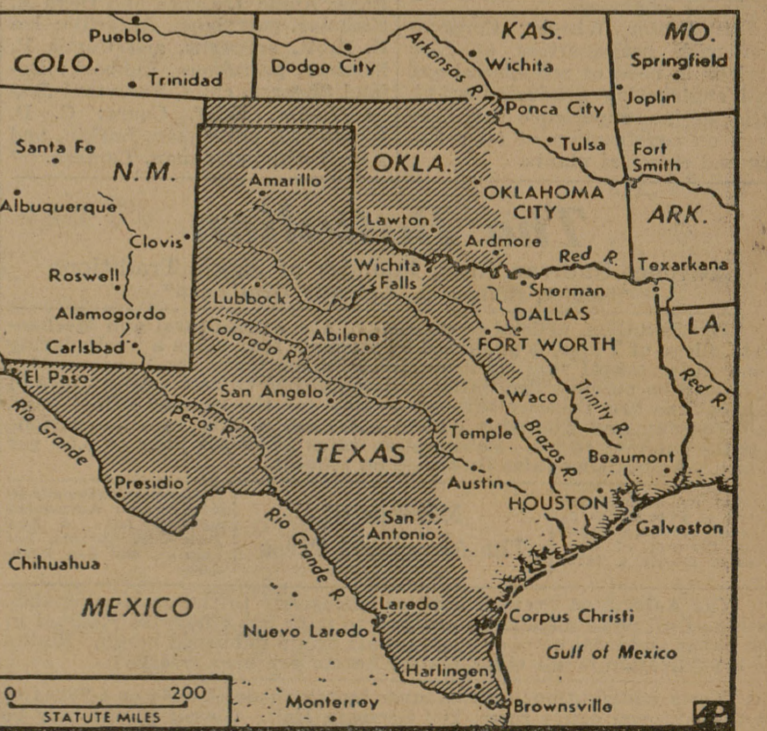 Pueblo
KAS.
MO.
COLO.
Dodge City
Arkansas R.
Wichita
Springfield
Trinidad
Joplin
Ponca City
Santa Fe
OKLA.
Tulsa
Fort
Smith
N. M.
Amarillo
OKLAHOMA
CITY
Albuquerque
Lawton
ARK.
Clovis
Ardmore
Red R.
Roswell
Wichita
Falls
Texarkana
Lubbock
Sherman
Alamogordo
DALLAS
Colorado R.
Abilene
FORT WORTH
LA.
Carlsbad
El Paso
San Angelo
Waco
Trinity R.
Red R.
Rio Grande
Pecos R.
Temple
Brazos R.
TEXAS
Beaumont
Presidio
Austin
HOUSTON
San
Antonio
Galveston
Rio Grande R.
Chihuahua
MEXICO
Laredo
Corpus Christi
Nuevo Laredo
Gulf of Mexico
Harlingen
0 200
STATUTE MILES
Monterrey
Brownsville
AP